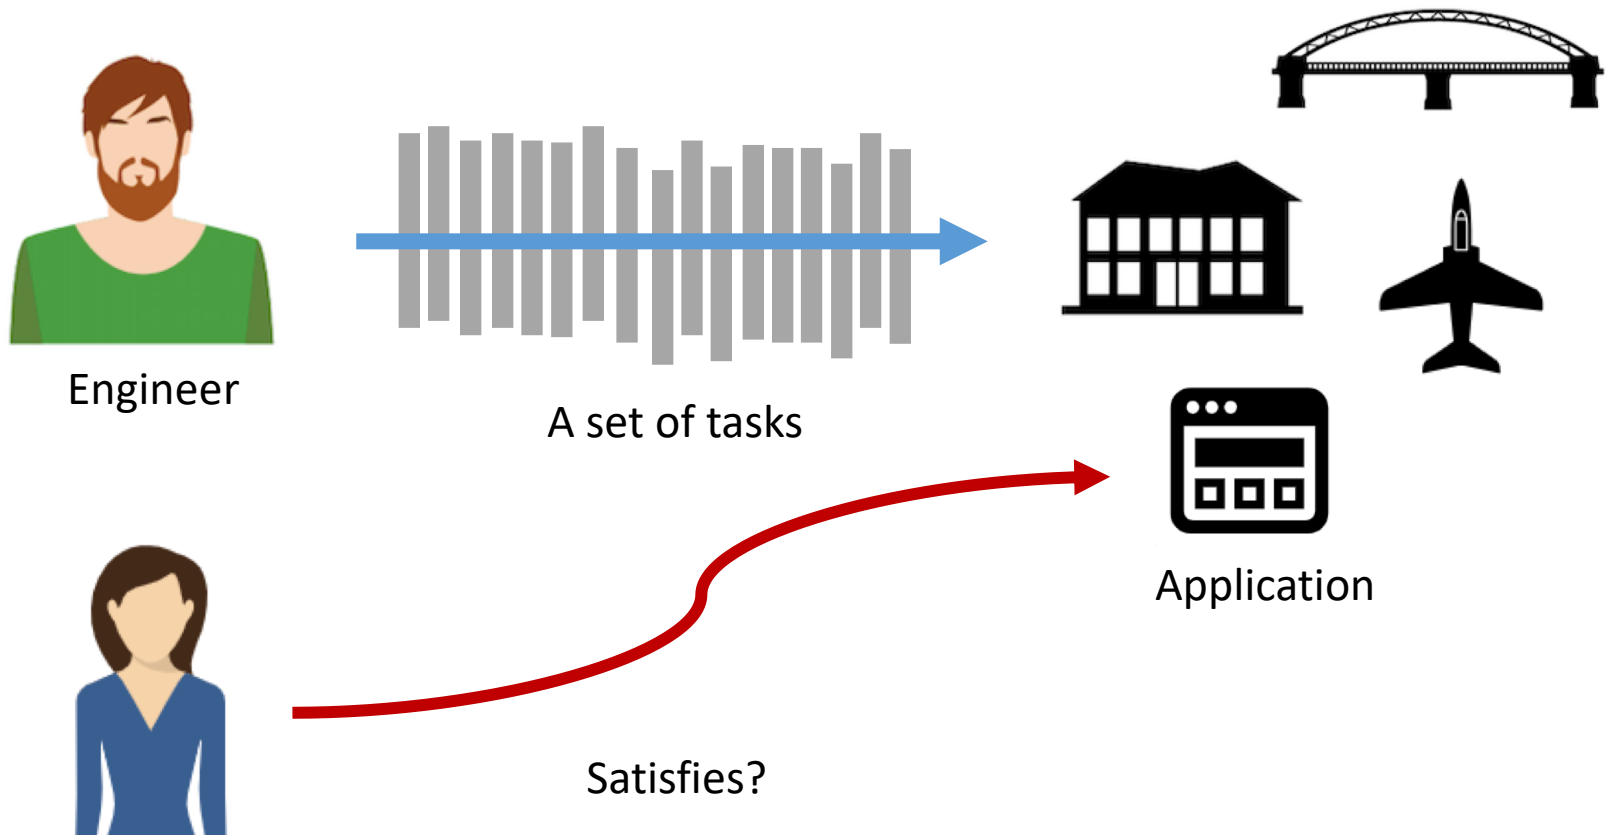 Engineer
A set of tasks
Application
Satisfies?